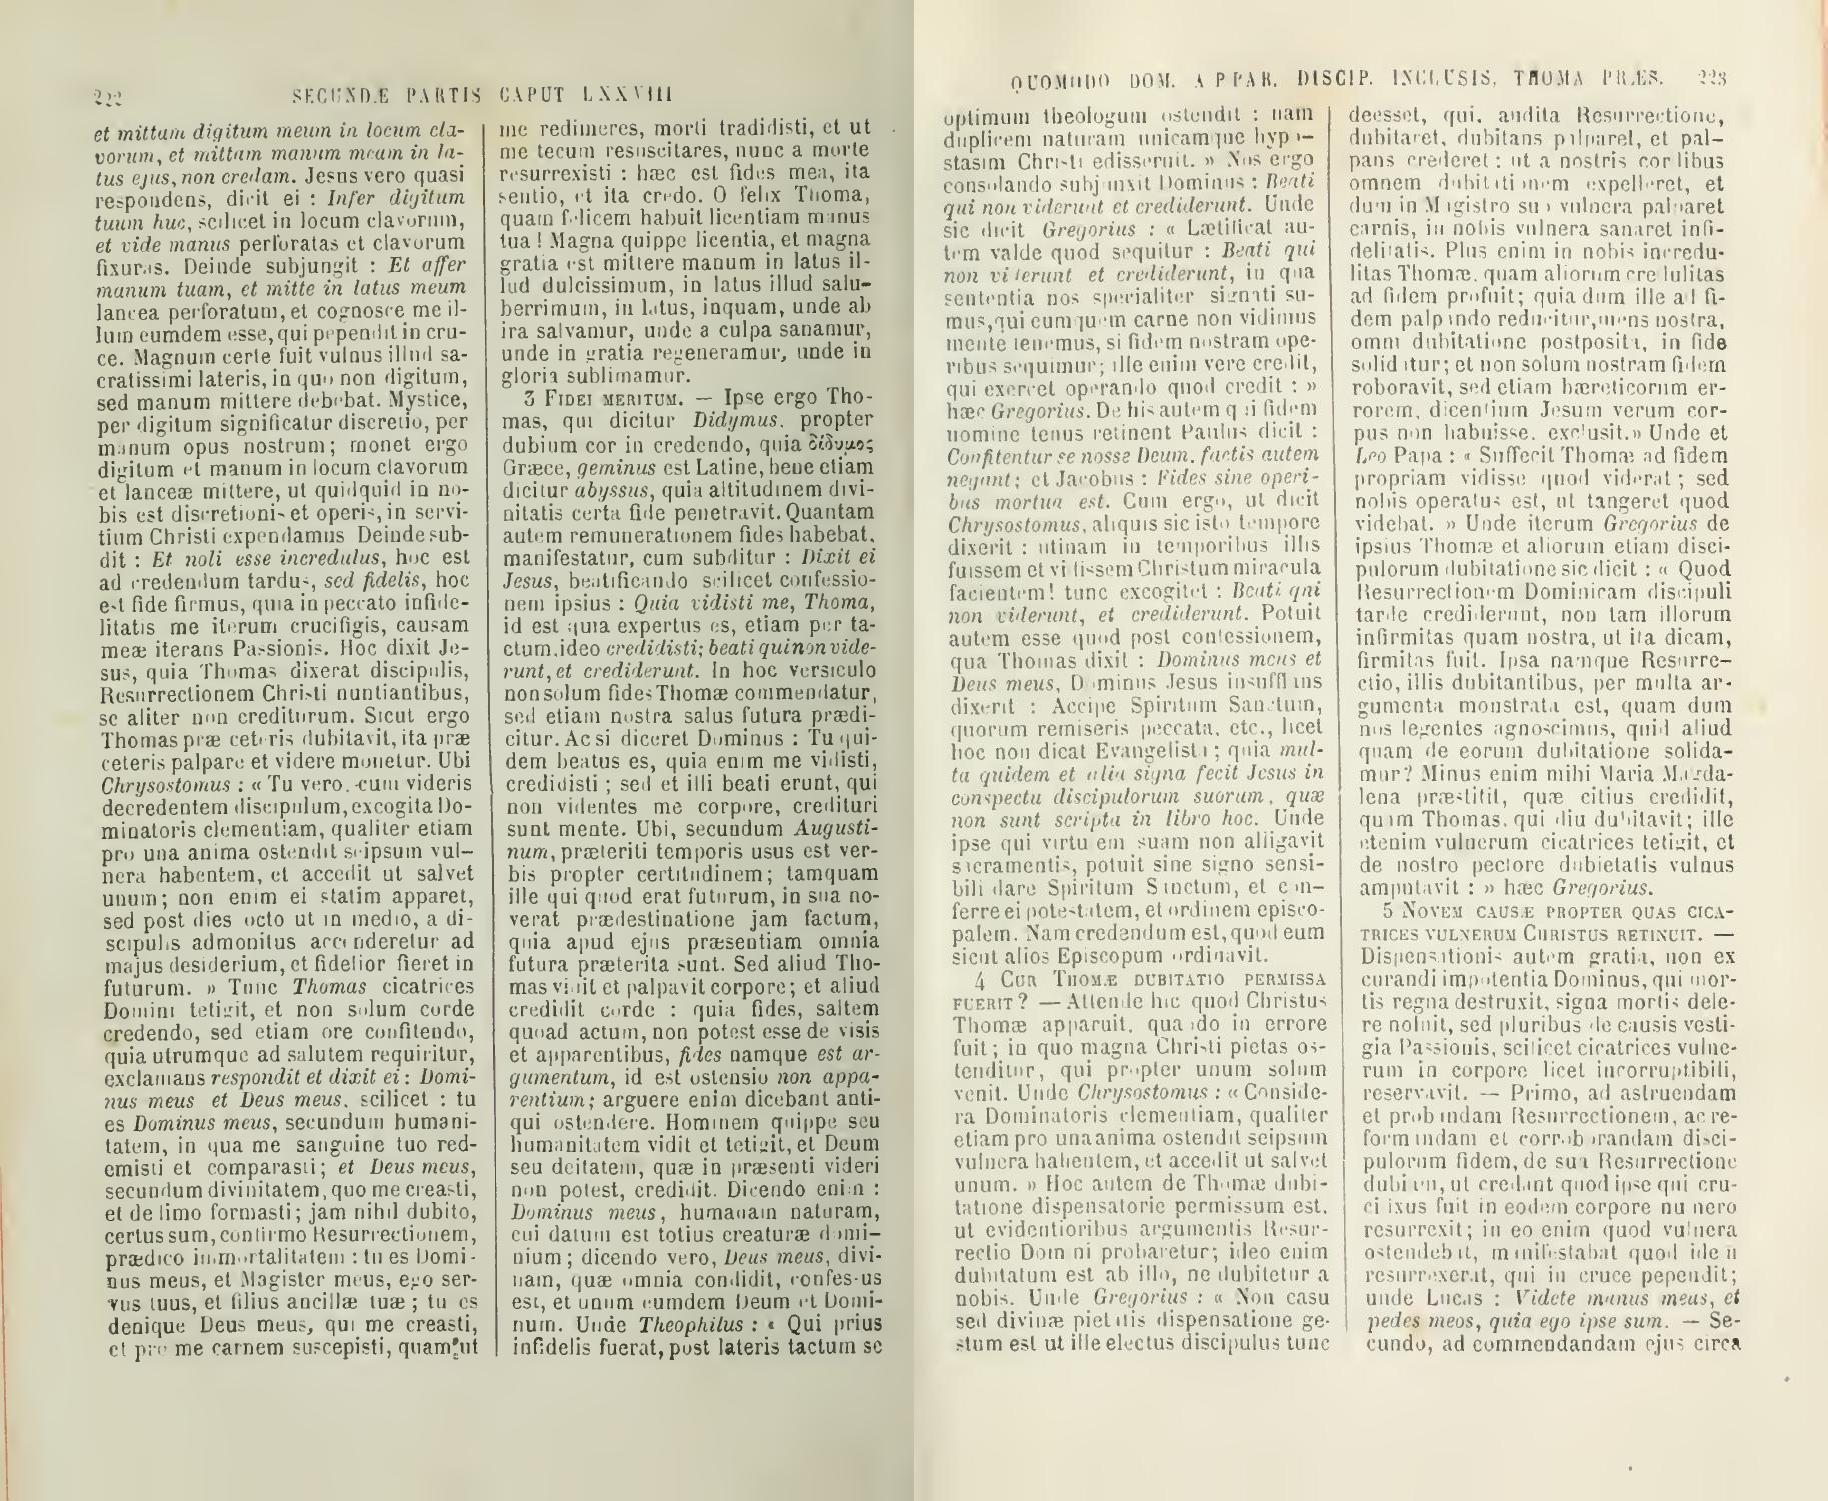 222 SECUNDÆ PARTIS CAPUT LXXVIII
et mittam digitum meum in locum cla-
vorum, et mittam manum meam in la-
tus ejus, non credam. Jesus vero quasi
respondens, dicit ei : Infer digitum
tuum huc, scilicet in locum clavorum,
et vide manus perforatas et clavorum
fixuras. Deinde subjungit : Et affer
manum tuam, et mitte in latus meum
lancea perforatum, et cognosce me il-
lum eumdem esse, qui pependit in cru-
ce. Magnum certe fuit vulnus illud sa-
cratissimi lateris, in quo non digitum,
sed manum mittere debebat. Mystice,
per digitum significatur discretio, per
manum opus nostrum ; monet ergo
digitum et manum in locum clavorum
et lanceæ mittere, ut quidquid in no-
bis est discretionis et operis, in servi-
tium Christi expendamus Deinde sub-
dit : Et noli esse incredulus, hoc est
ad credendum tardus, sed fidelis, hoc
est fide firmus, quia in peccato infide-
litatis me iterum crucifigis, causam
meæ iterans Passionis. Hoc dixit Je-
sus, quia Thomas dixerat discipulis,
Resurrectionem Christi nuntiantibus,
se aliter non crediturum. Sicut ergo
Thomas præ ceteris dubitavit, ita præ
ceteris palpare et videre monetur. Ubi
Chrysostomus : « Tu vero, cum videris
decredentem discipulum, excogita Do-
minatoris clementiam, qualiter etiam
pro una anima ostendit seipsum vul-
nera habentem, et accedit ut salvet
unum ; non enim ei statim apparet,
sed post dies octo ut in medio, a di-
scipulis admonitus accenderetur ad
majus desiderium, et fidelior fieret in
futurum. » Tunc Thomas cicatrices
Domini tetigit, et non solum corde
credendo, sed etiam ore confitendo,
quia utrumque ad salutem requiritur,
exclamans respondit et dixit ei : Domi-
nus meus et Deus meus, scilicet : tu
es Dominus meus, secundum humani-
tatem, in qua me sanguine tuo red-
emisti et comparasti ; et Deus meus,
secundum divinitatem, quo me creasti,
et de limo formasti ; jam nihil dubito,
certus sum, confirmo Resurrectionem,
prædico immortalitatem : tu es Domi-
nus meus, et Magister meus, ego ser-
vus tuus, et filius ancillæ tuæ ; tu es
denique Deus meus, qui me creasti,
et pro me carnem suscepisti, quam ut
me redimeres, morti tradidisti, et ut
me tecum resuscitares, nunc a morte
resurrexisti : hæc est fides mea, ita
sentio, et ita credo. O felix Thoma,
quam felicem habuit licentiam manus
tua ! Magna quippe licentia, et magna
gratia est mittere manum in latus il-
lud dulcissimum, in latus illud salu-
berrimum, in latus, inquam, unde ab
ira salvamur, unde a culpa sanamur,
unde in gratia regeneramur, unde in
gloria sublimamur.
3 FIDEI MERITUM. — Ipse ergo Tho-
mas, qui dicitur Didymus, propter
dubium cor in credendo, quia δίδυμος
Græce, geminus est Latine, bene etiam
dicitur abyssus, quia altitudinem divi-
nitatis certa fide penetravit. Quantam
autem remunerationem fides habebat,
manifestatur, cum subditur : Dixit ei
Jesus, beatificando scilicet confessio-
nem ipsius : Quia vidisti me, Thoma,
id est quia expertus es, etiam per ta-
ctum, ideo credidisti; beati qui non vide-
runt, et crediderunt. In hoc versiculo
non solum fides Thomæ commendatur,
sed etiam nostra salus futura prædi-
citur. Ac si diceret Dominus : Tu qui-
dem beatus es, quia enim me vidisti,
credidisti ; sed et illi beati erunt, qui
non videntes me corpore, credituri
sunt mente. Ubi, secundum Augusti-
num, præteriti temporis usus est ver-
bis propter certitudinem ; tamquam
ille qui quod erat futurum, in sua no-
verat prædestinatione jam factum,
quia apud ejus præsentiam omnia
futura præterita sunt. Sed aliud Tho-
mas vidit et palpavit corpore; et aliud
credidit corde : quia fides, saltem
quoad actum, non potest esse de visis
et apparentibus, fides namque est ar-
gumentum, id est ostensio non appa-
rentium ; arguere enim dicebant anti-
qui ostendere. Hominem quippe seu
humanitatem vidit et tetigit, et Deum
seu deitatem, quæ in præsenti videri
non potest, credidit. Dicendo enim :
Dominus meus, humanam naturam,
cui datum est totius creaturæ domi-
nium ; dicendo vero, Deus meus, divi-
nam, quæ omnia condidit, confessus
est, et unum eumdem Deum et Domi-
num. Unde Theophilus : « Qui prius
infidelis fuerat, post lateris tactum se
QUOMODO DOM. APPAR. DISCIP. INCLUSIS, THOMA PRÆS. 223
optimum theologum ostendit : nam
duplicem naturam unicamque hypo-
stasim Christi edisseruit. » Nos ergo
consolando subjunxit Dominus : Beati
qui non viderunt et crediderunt. Unde
sic dicit Gregorius : « Lætificat au-
tem valde quod sequitur : Beati qui
non viderunt et crediderunt, in qua
sententia nos specialiter signati su-
mus, qui eum quem carne non vidimus
mente tenemus, si fidem nostram ope-
ribus sequimur; ille enim vere credit,
qui exercet operando quod credit : »
hæc Gregorius. De his autem qui fidem
nomine tenus retinent Paulus dicit :
Confitentur se nosse Deum, factis autem
negant ; et Jacobus : Fides sine operi-
bus mortua est. Cum ergo, ut dicit
Chrysostomus, aliquis sic isto tempore
dixerit : utinam in temporibus illis
fuissem et vidissem Christum miracula
facientem! tunc excogitet : Beati qui
non viderunt, et crediderunt. Potuit
autem esse quod post confessionem,
qua Thomas dixit : Dominus meus et
Deus meus, Dominus Jesus insufflans
dixerit : Accipe Spiritum Sanctum,
quorum remiseris peccata, etc., licet
hoc non dicat Evangelista ; quia mul-
ta quidem et alia signa fecit Jesus in
conspectu discipulorum suorum, quæ
non sunt scripta in libro hoc. Unde
ipse qui virtutem suam non alligavit
sacramentis, potuit sine signo sensi-
bili dare Spiritum Sanctum, et con-
ferre ei potestatem, et ordinem episco-
palem. Nam credendum est, quod eum
sicut alios Episcopum ordinavit.
4 CUR THOMÆ DUBITATIO PERMISSA
FUERIT ? — Attende hic quod Christus
Thomæ apparuit, quando in errore
fuit ; in quo magna Christi pietas os-
tenditur, qui propter unum solum
venit. Unde Chrysostomus : « Conside-
ra Dominatoris clementiam, qualiter
etiam pro una anima ostendit seipsum
vulnera habentem, et accedit ut salvet
unum. » Hoc autem de Thomæ dubi-
tatione dispensatorie permissum est,
ut evidentioribus argumentis Resur-
rectio Domini probaretur; ideo enim
dubitatum est ab illo, ne dubitetur a
nobis. Unde Gregorius : « Non casu
sed divinæ pietatis dispensatione ge-
stum est ut ille electus discipulus tunc
deesset, qui, audita Resurrectione,
dubitaret, dubitans palparet, et pal-
pans crederet : ut a nostris cordibus
omnem dubitationem expelleret, et
dum in Magistro suo vulnera palparet
carnis, in nobis vulnera sanaret infi-
delitatis. Plus enim in nobis incredu-
litas Thomæ, quam aliorum credulitas
ad fidem profuit; quia dum ille ad fi-
dem palpando reducitur, mens nostra,
omni dubitatione postposita, in fide
solidatur; et non solum nostram fidem
roboravit, sed etiam hæreticorum er-
rorem, dicentium Jesum verum cor-
pus non habuisse, exclusit.» Unde et
Leo Papa : « Suffecit Thomæ ad fidem
propriam vidisse quod viderat ; sed
nobis operatus est, ut tangeret quod
videbat. » Unde iterum Gregorius de
ipsius Thomæ et aliorum etiam disci-
pulorum dubitatione sic dicit : « Quod
Resurrectionem Dominicam discipuli
tarde crediderunt, non tam illorum
infirmitas quam nostra, ut ita dicam,
firmitas fuit. Ipsa namque Resurre-
ctio, illis dubitantibus, per multa ar-
gumenta monstrata est, quam dum
nos legentes agnoscimus, quid aliud
quam de eorum dubitatione solida-
mur? Minus enim mihi Maria Magda-
lena præstitit, quæ citius credidit,
quam Thomas, qui diu dubitavit; ille
etenim vulnerum cicatrices tetigit, et
de nostro pectore dubietatis vulnus
amputavit : » hæc Gregorius.
5 NOVEM CAUSÆ PROPTER QUAS CICA-
TRICES VULNERUM CHRISTUS RETINUIT. —
Dispensationis autem gratia, non ex
curandi impotentia Dominus, qui mor-
tis regna destruxit, signa mortis dele-
re noluit, sed pluribus de causis vesti-
gia Passionis, scilicet cicatrices vulne-
rum in corpore licet incorruptibili,
reservavit. — Primo, ad astruendam
et probandam Resurrectionem, ac re-
formandam et corroborandam disci-
pulorum fidem, de sua Resurrectione
dubiam, ut credant quod ipse qui cru-
cifixus fuit in eodem corpore numero
resurrexit ; in eo enim quod vulnera
ostendebat, manifestabat quod idem
resurrexerat, qui in cruce pependit;
unde Lucas : Videte manus meus, et
pedes meos, quia ego ipse sum. — Se-
cundo, ad commendandam ejus circa